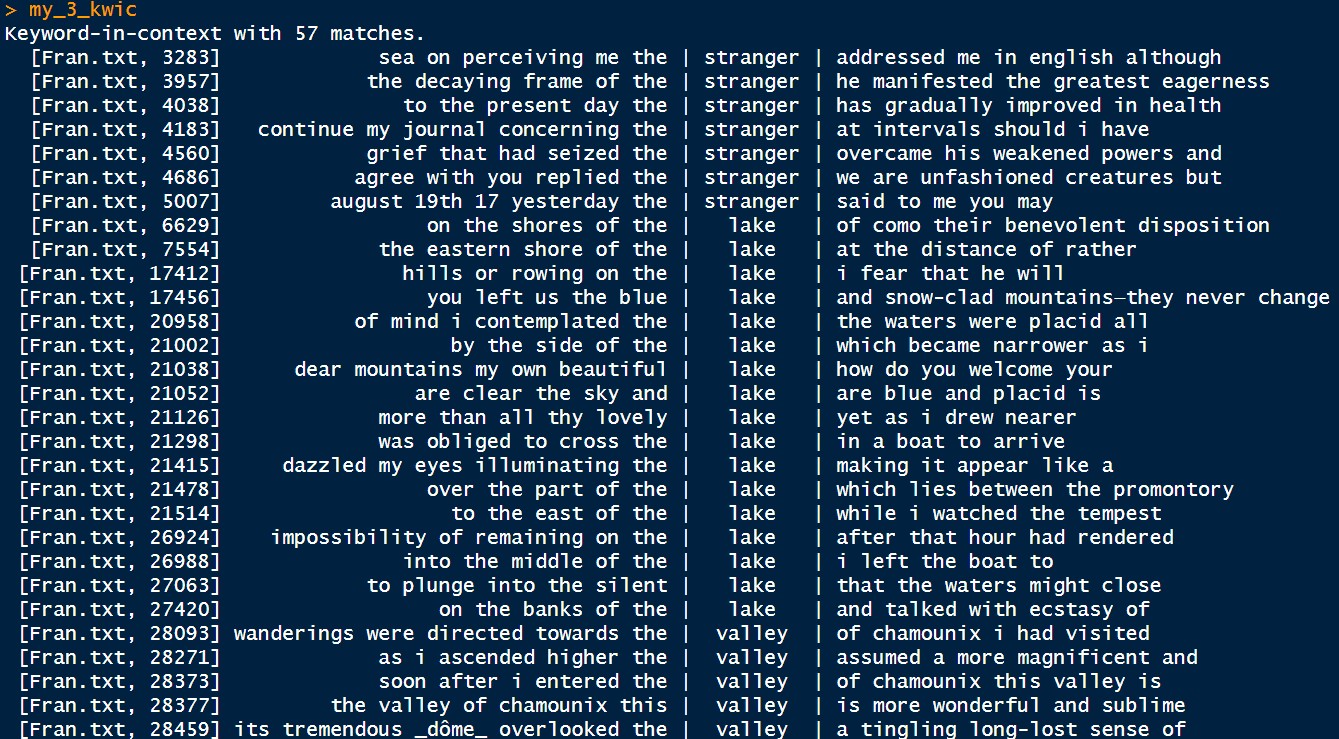 > my_3_kwic
Keyword-in-context with 57 matches.
[Fran.txt, 3283] sea on perceiving me the | stranger | addressed me in english although
[Fran.txt, 3957] the decaying frame of the | stranger | he manifested the greatest eagerness
[Fran.txt, 4038] to the present day the | stranger | has gradually improved in health
[Fran.txt, 4183] continue my journal concerning the | stranger | at intervals should i have
[Fran.txt, 4560] grief that had seized the | stranger | overcame his weakened powers and
[Fran.txt, 4686] agree with you replied the | stranger | we are unfashioned creatures but
[Fran.txt, 5007] august 19th 17 yesterday the | stranger | said to me you may
[Fran.txt, 6629] on the shores of the | lake | of como their benevolent disposition
[Fran.txt, 7554] the eastern shore of the | lake | at the distance of rather
[Fran.txt, 17412] hills or rowing on the | lake | i fear that he will
[Fran.txt, 17456] you left us the blue | lake | and snow-clad mountains—they never change
[Fran.txt, 20958] of mind i contemplated the | lake | the waters were placid all
[Fran.txt, 21002] by the side of the | lake | which became narrower as i
[Fran.txt, 21038] dear mountains my own beautiful | lake | how do you welcome your
[Fran.txt, 21052] are clear the sky and | lake | are blue and placid is
[Fran.txt, 21126] more than all thy lovely | lake | yet as i drew nearer
[Fran.txt, 21298] was obliged to cross the | lake | in a boat to arrive
[Fran.txt, 21415] dazzled my eyes illuminating the | lake | making it appear like a
[Fran.txt, 21478] over the part of the | lake | which lies between the promontory
[Fran.txt, 21514] to the east of the | lake | while i watched the tempest
[Fran.txt, 26924] impossibility of remaining on the | lake | after that hour had rendered
[Fran.txt, 26988] into the middle of the | lake | i left the boat to
[Fran.txt, 27063] to plunge into the silent | lake | that the waters might close
[Fran.txt, 27420] on the banks of the | lake | and talked with ecstasy of
[Fran.txt, 28093] wanderings were directed towards the | valley | of chamounix i had visited
[Fran.txt, 28271] as i ascended higher the | valley | assumed a more magnificent and
[Fran.txt, 28373] soon after i entered the | valley | of chamounix this valley is
[Fran.txt, 28377] the valley of chamounix this | valley | is more wonderful and sublime
[Fran.txt, 28459] its tremendous _dôme_ overlooked the | valley | a tingling long-lost sense of